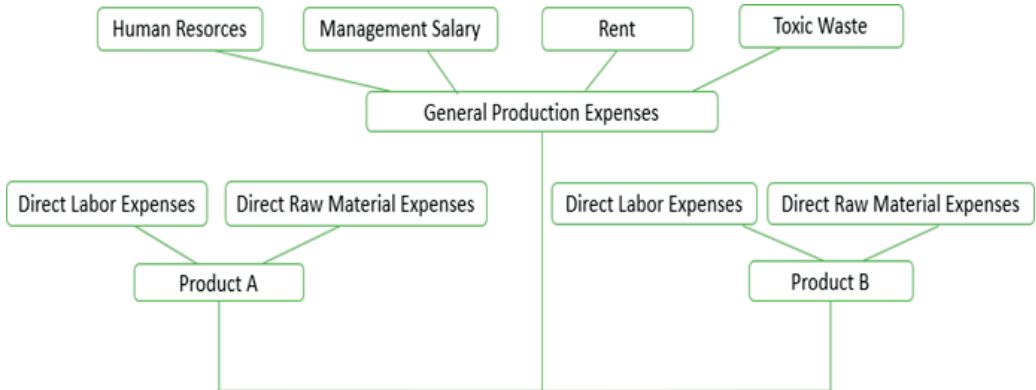 Human Resorces
Management Salary
Rent
Toxic Waste
General Production Expenses
Direct Labor Expenses
Direct Raw Material Expenses
Direct Labor Expenses
Direct Raw Material Expenses
Product A
Product B